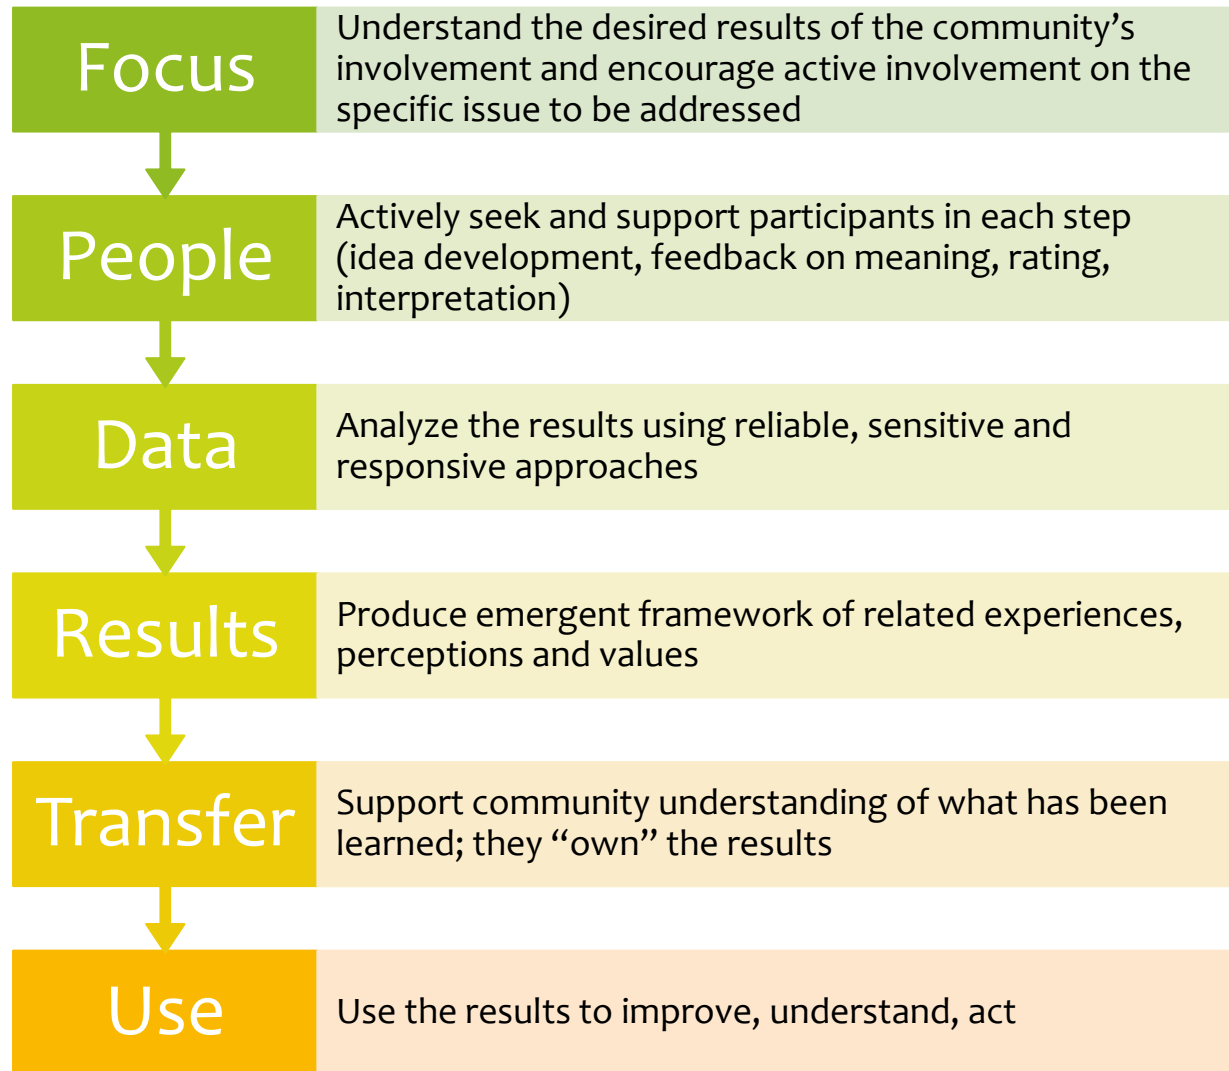 Focus
Understand the desired results of the community’s
involvement and encourage active involvement on the
specific issue to be addressed
People
Actively seek and support participants in each step
(idea development, feedback on meaning, rating,
interpretation)
Data
Analyze the results using reliable, sensitive and
responsive approaches
Results
Produce emergent framework of related experiences,
perceptions and values
Transfer
Support community understanding of what has been
learned; they “own” the results
Use
Use the results to improve, understand, act